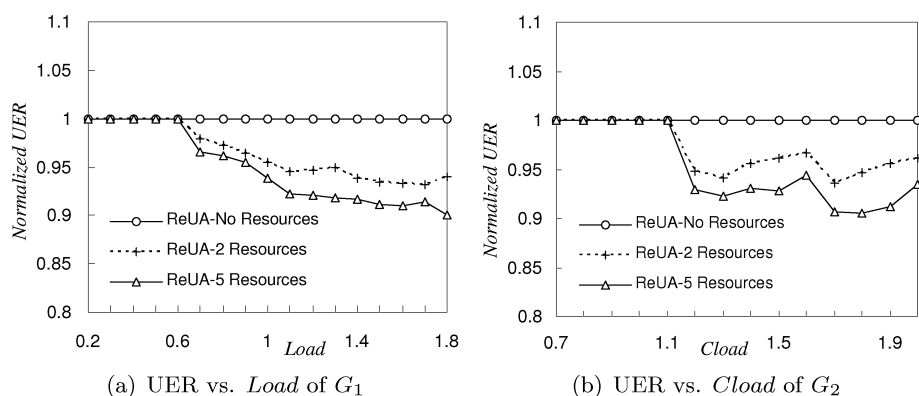 1.1
1.05
1
0.95
0.9
0.85
0.8
Normalized UER
ReUA-No Resources
ReUA-2 Resources
ReUA-5 Resources
0.2
0.6
1
1.4
1.8
Load
(a) UER vs. Load of G1
1.1
1.05
1
0.95
0.9
0.85
0.8
Normalized UER
ReUA-No Resources
ReUA-2 Resources
ReUA-5 Resources
0.7
1.1
1.5
1.9
Cload
(b) UER vs. Cload of G2